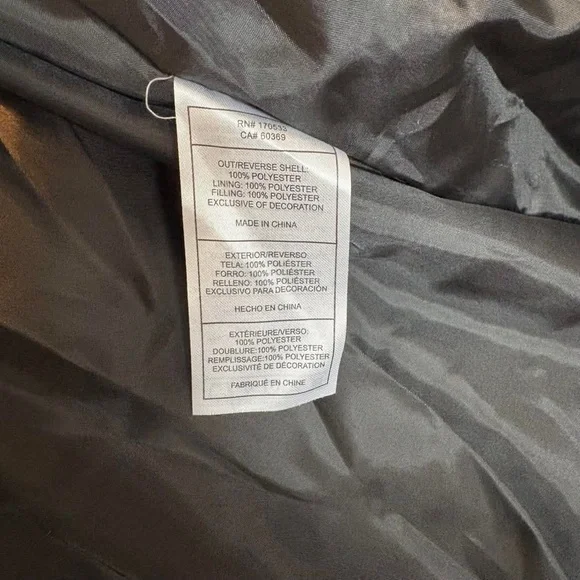 RN# 170533
CA# 60369
OUT/REVERSE SHELL:
100% POLYESTER
LINING: 100% POLYESTER
FILLING: 100% POLYESTER
EXCLUSIVE OF DECORATION
MADE IN CHINA
EXTERIOR/REVERSO:
TELA: 100% POLIÉSTER
FORRO: 100% POLIÉSTER
RELLENO: 100% POLIÉSTER
EXCLUSIVO PARA DECORACIÓN
HECHO EN CHINA
EXTÉRIEURE/VERSO:
100% POLYESTER
DOUBLURE:100% POLYESTER
REMPLISSAGE:100% POLYESTER
EXCLUSIVITÉ DE DÉCORATION
FABRIQUÉ EN CHINE